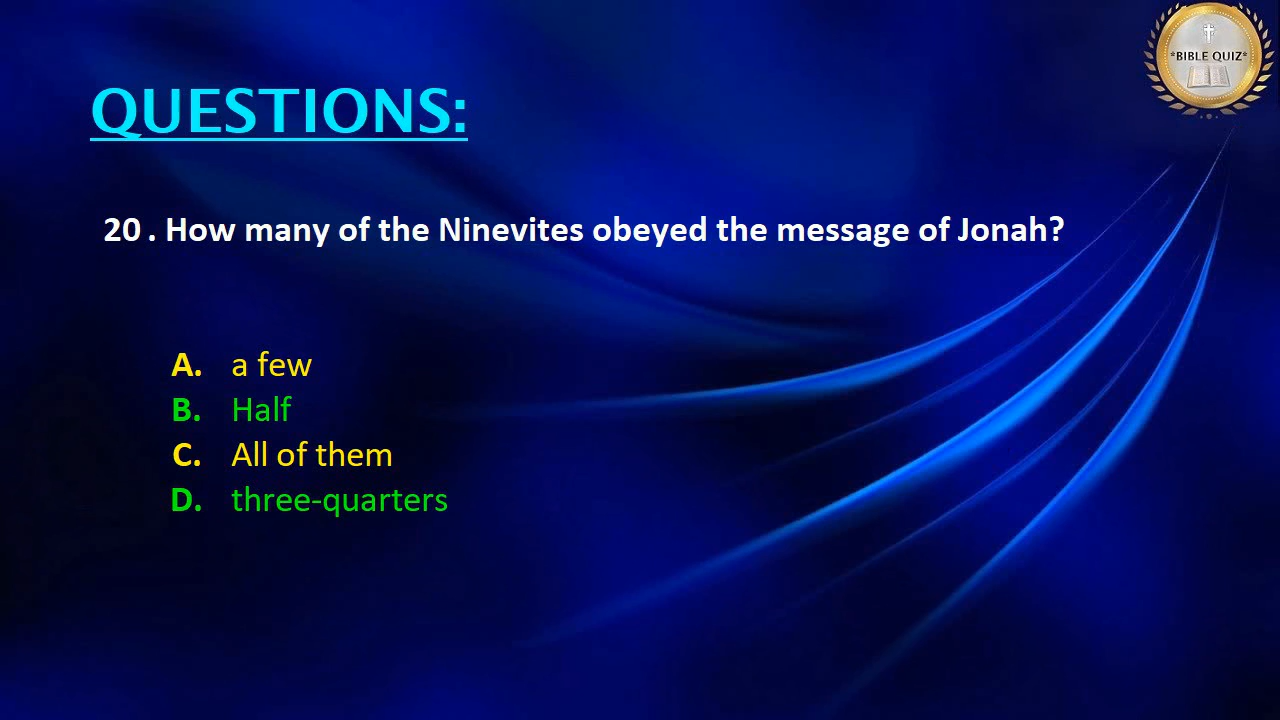 *BIBLE QUIZ*
QUESTIONS:
20 . How many of the Ninevites obeyed the message of Jonah?
A. a few
B. Half
C. All of them
D. three-quarters